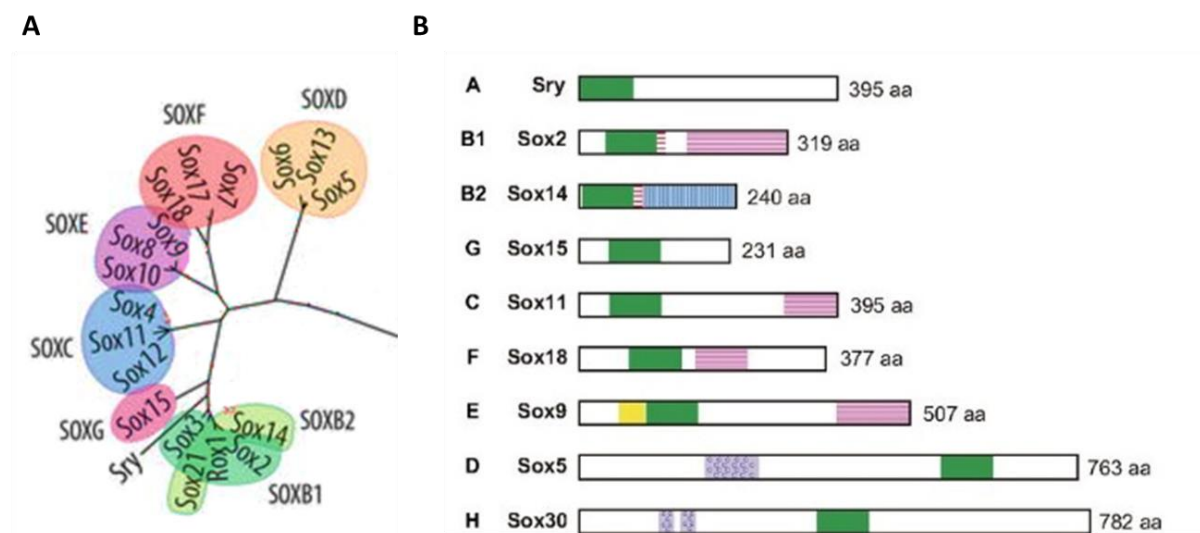 A
B
SOXF
SOXD
Sox17
Sox7
Sox18
Sox6
Sox13
Sox5
SOXE
Sox9
Sox8
Sox10
Sox4
Sox11
Sox12
SOXC
Sox15
SOXG
Sry
Sox3
Rox1
Sox14
Sox2
Sox21
SOXB2
SOXB1
A Sry 395 aa
B1 Sox2 319 aa
B2 Sox14 240 aa
G Sox15 231 aa
C Sox11 395 aa
F Sox18 377 aa
E Sox9 507 aa
D Sox5 763 aa
H Sox30 782 aa